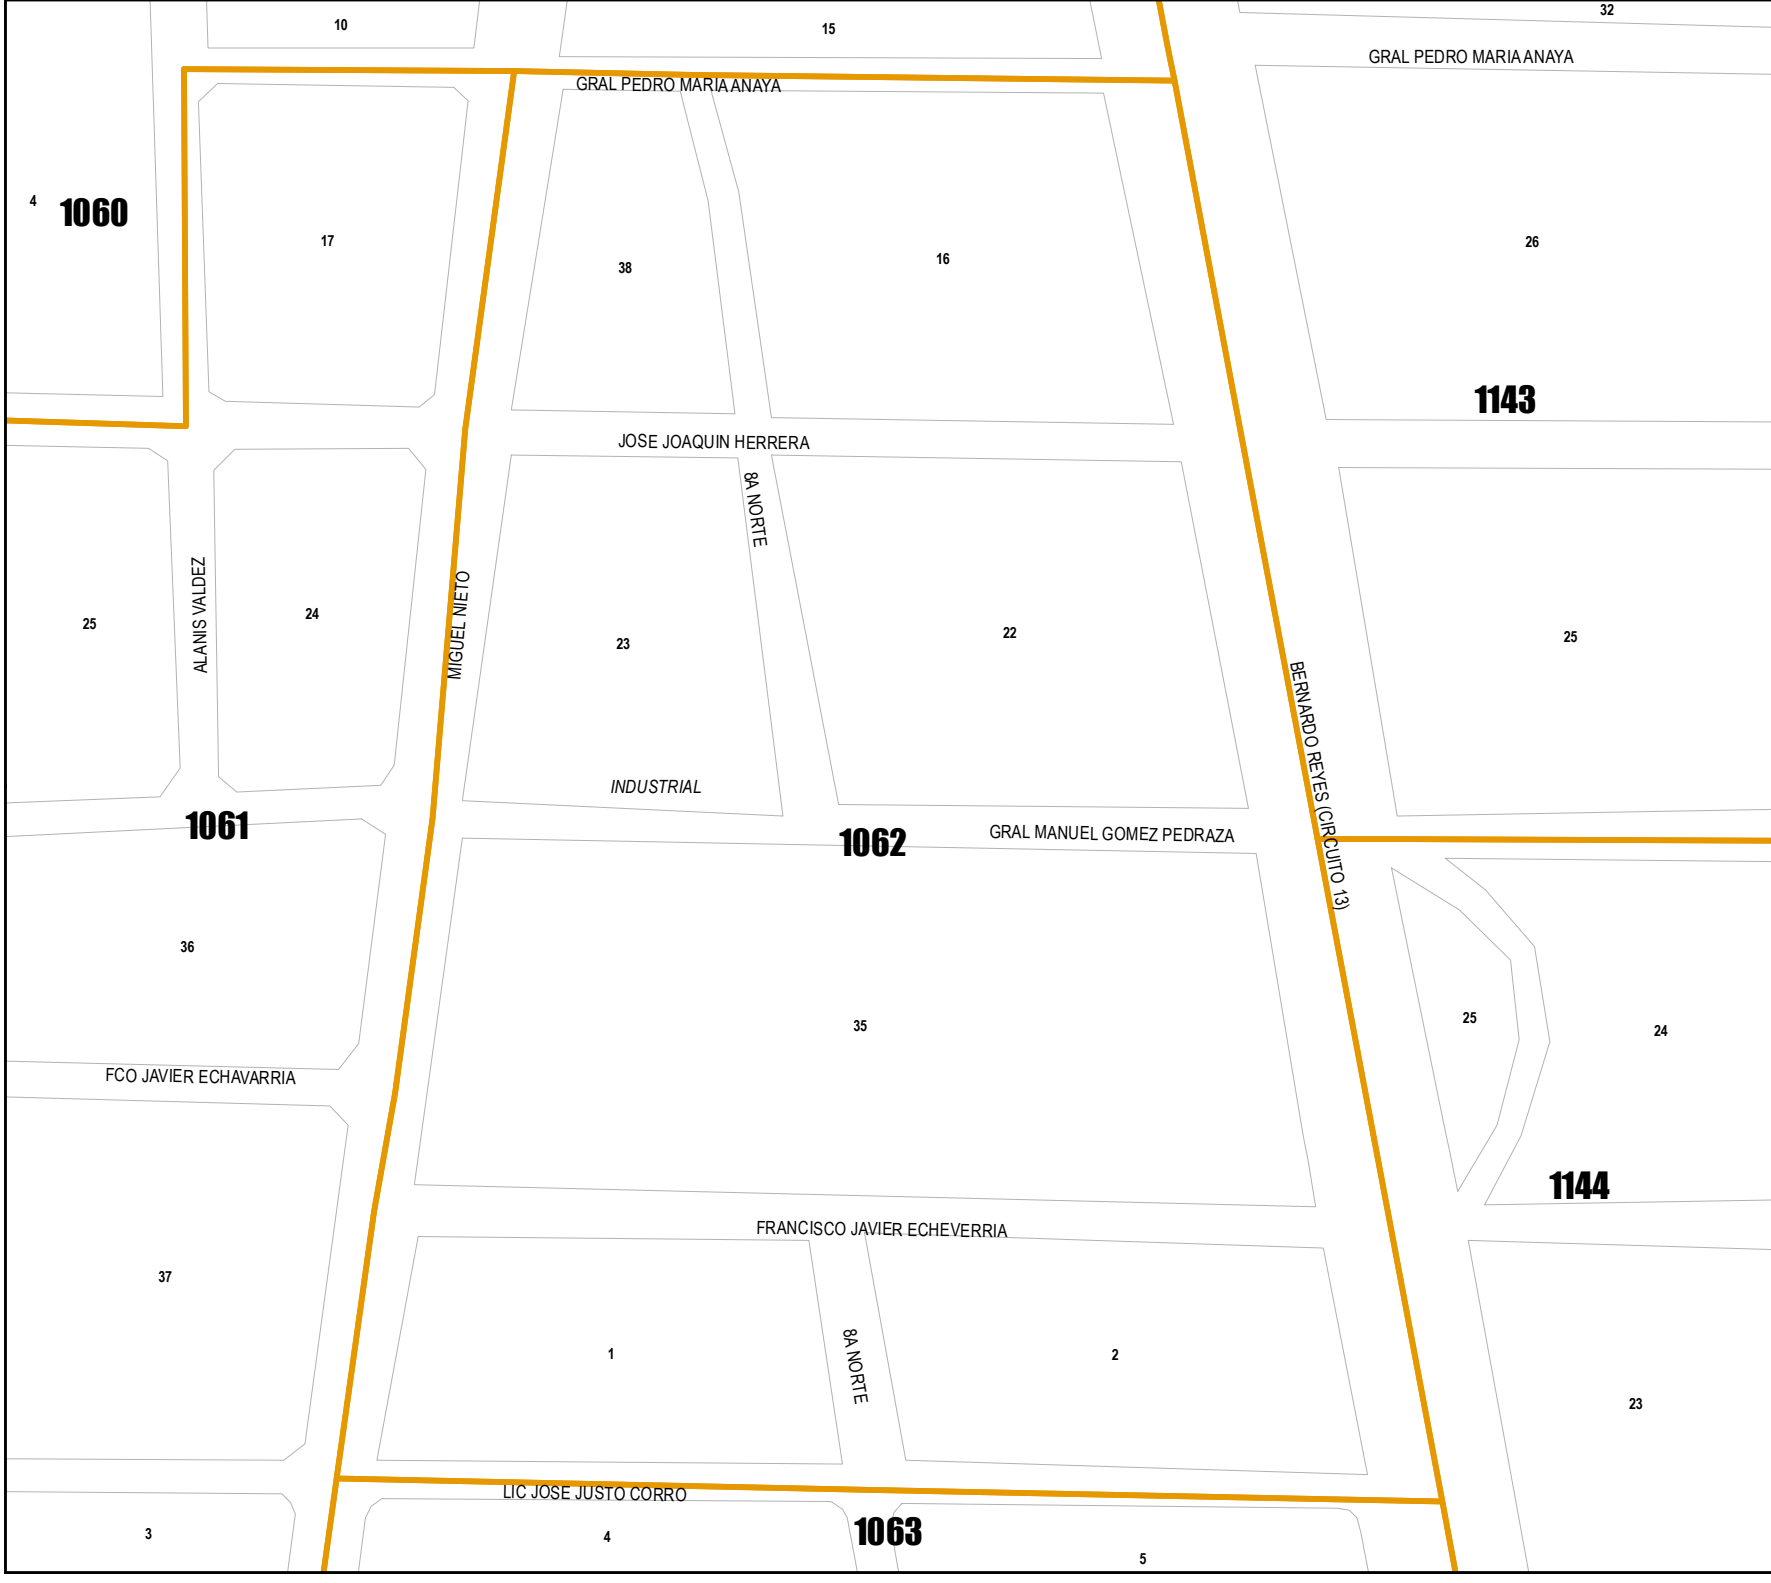 32
10
15
GRAL PEDRO MARIA ANAYA
GRAL PEDRO MARIA ANAYA
4
1060
17
38
16
26
1143
JOSE JOAQUIN HERRERA
8A NORTE
ALANIS VALDEZ
MIGUEL NIETO
25
24
23
22
25
BERNARDO REYES (CIRCUITO 13)
INDUSTRIAL
1061
1062
GRAL MANUEL GOMEZ PEDRAZA
36
35
25
24
FCO JAVIER ECHAVARRIA
1144
FRANCISCO JAVIER ECHEVERRIA
37
1
8A NORTE
2
23
LIC JOSE JUSTO CORRO
3
4
1063
5